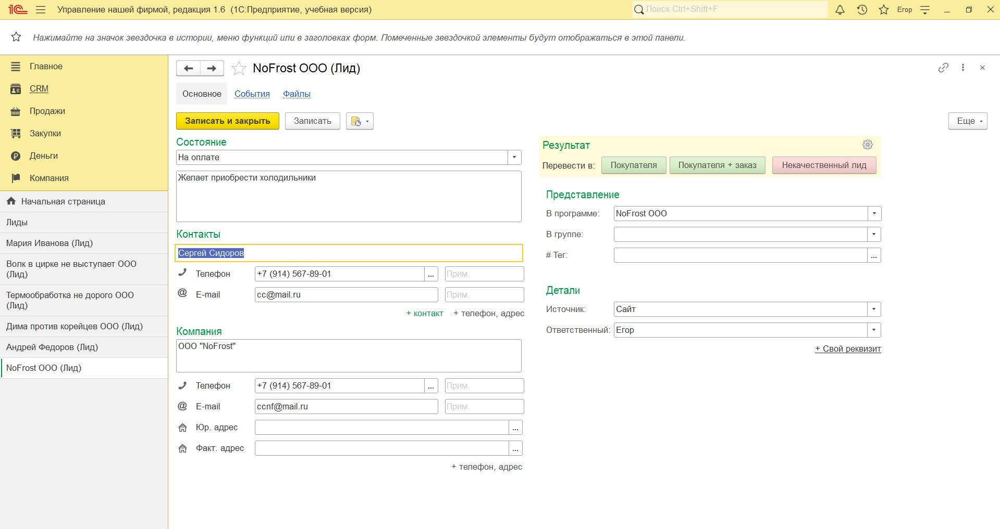 1С Управление нашей фирмой, редакция 1.6 (1С:Предприятие, учебная версия) Поиск Ctrl+Shift+F Егор
Нажимайте на значок звездочка в истории, меню функций или в заголовках форм. Помеченные звездочкой элементы будут отображаться в этой панели.
Главное
CRM
Продажи
Закупки
Деньги
Компания
Начальная страница
Лиды
Мария Иванова (Лид)
Волк в цирке не выступает ООО
(Лид)
Термообработка не дорого ООО
(Лид)
Дима против корейцев ООО (Лид)
Андрей Федоров (Лид)
NoFrost ООО (Лид)
NoFrost ООО (Лид)
Основное События Файлы
Записать и закрыть Записать Еще
Состояние
На оплате
Желает приобрести холодильники
Контакты
Сергей Сидоров
Телефон +7 (914) 567-89-01 ... Прим.
E-mail cc@mail.ru Прим.
+ контакт + телефон, адрес
Компания
ООО "NoFrost"
Телефон +7 (914) 567-89-01 ... Прим.
E-mail ccnf@mail.ru Прим.
Юр. адрес ...
Факт. адрес ...
+ телефон, адрес
Результат
Перевести в: Покупателя Покупателя + заказ Некачественный лид
Представление
В программе: NoFrost ООО
В группе:
# Тег: ...
Детали
Источник: Сайт
Ответственный: Егор
+ Свой реквизит